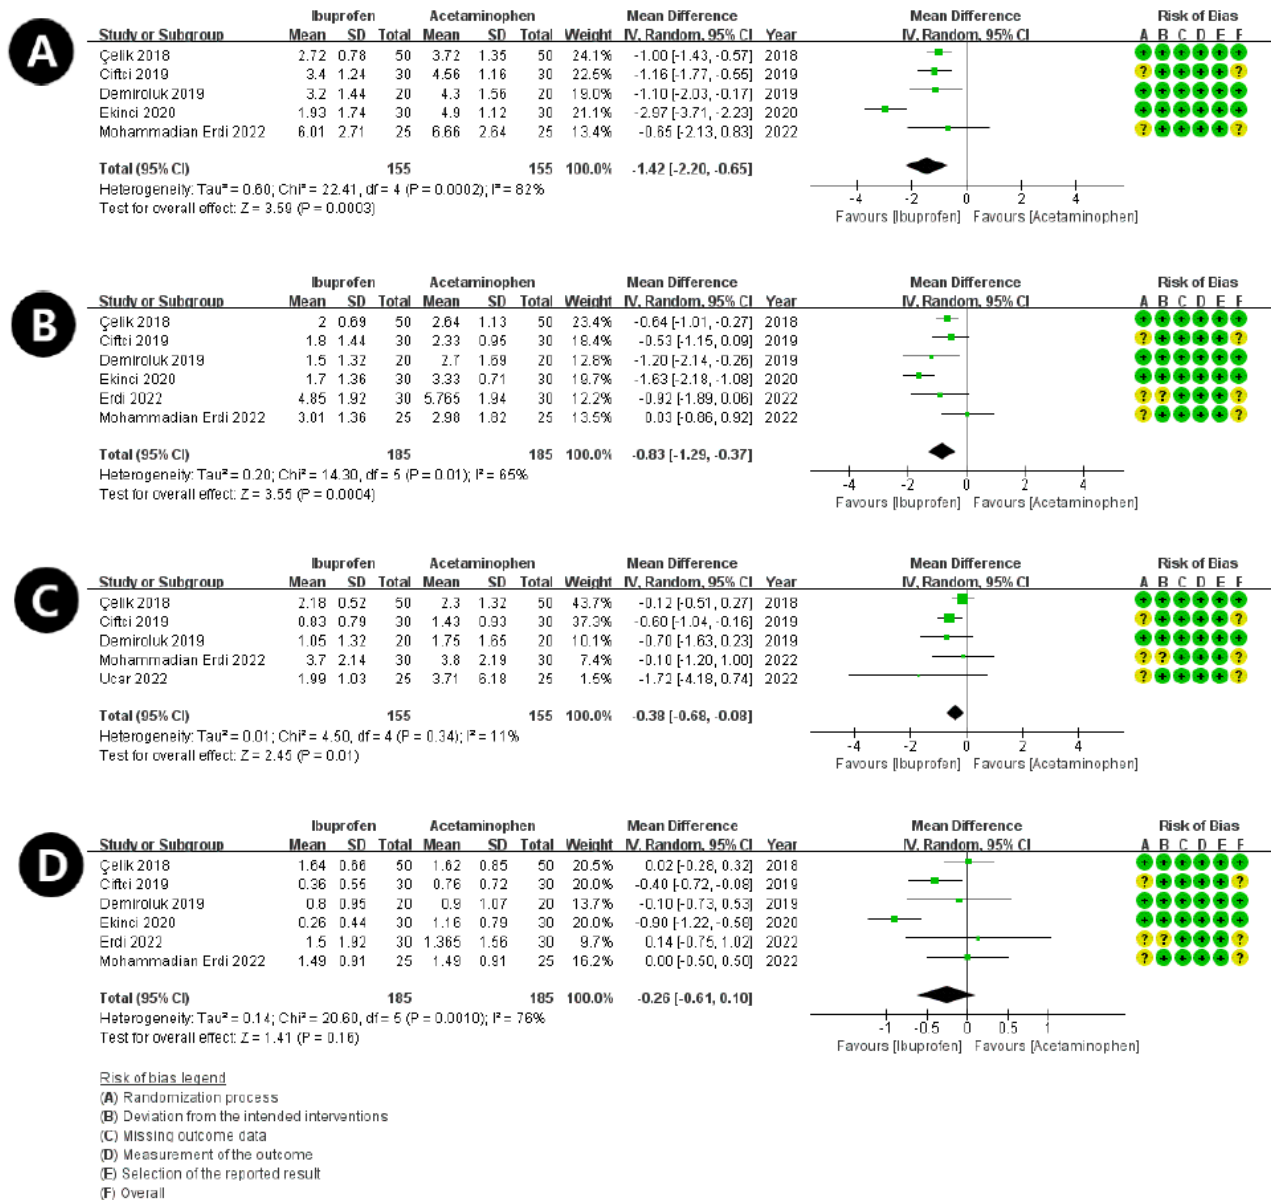 A
Ibuprofen Acetaminophen Mean Difference Mean Difference Risk of Bias
Study or Subgroup Mean SD Total Mean SD Total Weight IV, Random, 95% CI Year IV, Random, 95% CI A B C D E F
Çelik 2018 2.72 0.78 50 3.72 1.35 50 24.1% -1.00 [-1.43, -0.57] 2018 + + + + + +
Ciftci 2019 3.4 1.24 30 4.56 1.16 30 22.5% -1.16 [-1.77, -0.55] 2019 ? + + + + ?
Demiroluk 2019 3.2 1.44 20 4.3 1.56 20 19.0% -1.10 [-2.03, -0.17] 2019 + + + + + +
Ekinci 2020 1.93 1.74 30 4.9 1.12 30 21.1% -2.97 [-3.71, -2.23] 2020 + + + + + +
Mohammadian Erdi 2022 6.01 2.71 25 6.66 2.64 25 13.4% -0.65 [-2.13, 0.83] 2022 ? + + + + ?
Total (95% CI) 155 155 100.0% -1.42 [-2.20, -0.65]
Heterogeneity: Tau² = 0.60; Chi² = 22.41, df = 4 (P = 0.0002); I² = 82%
Test for overall effect: Z = 3.59 (P = 0.0003)
-4 -2 0 2 4
Favours [Ibuprofen] Favours [Acetaminophen]
B
Ibuprofen Acetaminophen Mean Difference Mean Difference Risk of Bias
Study or Subgroup Mean SD Total Mean SD Total Weight IV, Random, 95% CI Year IV, Random, 95% CI A B C D E F
Çelik 2018 2 0.69 50 2.64 1.13 50 23.4% -0.64 [-1.01, -0.27] 2018 + + + + + +
Ciftci 2019 1.8 1.44 30 2.33 0.95 30 18.4% -0.53 [-1.15, 0.09] 2019 ? + + + + ?
Demiroluk 2019 1.5 1.32 20 2.7 1.69 20 12.8% -1.20 [-2.14, -0.26] 2019 + + + + + +
Ekinci 2020 1.7 1.36 30 3.33 0.71 30 19.7% -1.63 [-2.18, -1.08] 2020 + + + + + +
Erdi 2022 4.85 1.92 30 5.765 1.94 30 12.2% -0.92 [-1.89, 0.06] 2022 ? ? + + + ?
Mohammadian Erdi 2022 3.01 1.36 25 2.98 1.82 25 13.5% 0.03 [-0.86, 0.92] 2022 ? + + + + ?
Total (95% CI) 185 185 100.0% -0.83 [-1.29, -0.37]
Heterogeneity: Tau² = 0.20; Chi² = 14.30, df = 5 (P = 0.01); I² = 65%
Test for overall effect: Z = 3.55 (P = 0.0004)
-4 -2 0 2 4
Favours [Ibuprofen] Favours [Acetaminophen]
C
Ibuprofen Acetaminophen Mean Difference Mean Difference Risk of Bias
Study or Subgroup Mean SD Total Mean SD Total Weight IV, Random, 95% CI Year IV, Random, 95% CI A B C D E F
Çelik 2018 2.18 0.52 50 2.3 1.32 50 43.7% -0.12 [-0.51, 0.27] 2018 + + + + + +
Ciftci 2019 0.83 0.79 30 1.43 0.93 30 37.3% -0.60 [-1.04, -0.16] 2019 ? + + + + ?
Demiroluk 2019 1.05 1.32 20 1.75 1.65 20 10.1% -0.70 [-1.63, 0.23] 2019 + + + + + +
Mohammadian Erdi 2022 3.7 2.14 30 3.8 2.19 30 7.4% -0.10 [-1.20, 1.00] 2022 ? ? + + + ?
Ucar 2022 1.99 1.03 25 3.71 6.18 25 1.5% -1.72 [-4.18, 0.74] 2022 ? + + + + ?
Total (95% CI) 155 155 100.0% -0.38 [-0.68, -0.08]
Heterogeneity: Tau² = 0.01; Chi² = 4.50, df = 4 (P = 0.34); I² = 11%
Test for overall effect: Z = 2.45 (P = 0.01)
-4 -2 0 2 4
Favours [Ibuprofen] Favours [Acetaminophen]
D
Ibuprofen Acetaminophen Mean Difference Mean Difference Risk of Bias
Study or Subgroup Mean SD Total Mean SD Total Weight IV, Random, 95% CI Year IV, Random, 95% CI A B C D E F
Çelik 2018 1.64 0.66 50 1.62 0.85 50 20.5% 0.02 [-0.28, 0.32] 2018 + + + + + +
Ciftci 2019 0.36 0.55 30 0.76 0.72 30 20.0% -0.40 [-0.72, -0.08] 2019 ? + + + + ?
Demiroluk 2019 0.8 0.95 20 0.9 1.07 20 13.7% -0.10 [-0.73, 0.53] 2019 + + + + + +
Ekinci 2020 0.26 0.44 30 1.16 0.79 30 20.0% -0.90 [-1.22, -0.58] 2020 + + + + + +
Erdi 2022 1.5 1.92 30 1.365 1.56 30 9.7% 0.14 [-0.75, 1.02] 2022 ? ? + + + ?
Mohammadian Erdi 2022 1.49 0.91 25 1.49 0.91 25 16.2% 0.00 [-0.50, 0.50] 2022 ? + + + + ?
Total (95% CI) 185 185 100.0% -0.26 [-0.61, 0.10]
Heterogeneity: Tau² = 0.14; Chi² = 20.60, df = 5 (P = 0.0010); I² = 76%
Test for overall effect: Z = 1.41 (P = 0.16)
-1 -0.5 0 0.5 1
Favours [Ibuprofen] Favours [Acetaminophen]
Risk of bias legend
(A) Randomization process
(B) Deviation from the intended interventions
(C) Missing outcome data
(D) Measurement of the outcome
(E) Selection of the reported result
(F) Overall